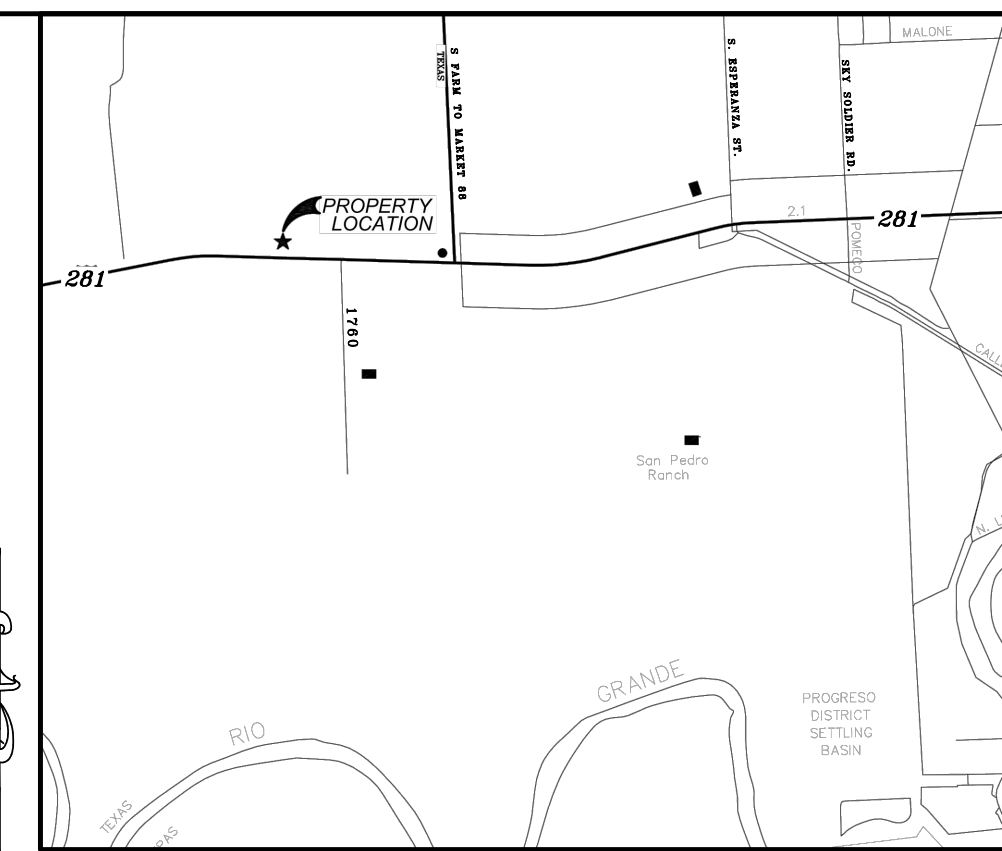 MALONE
TEXAS
S FARM TO MARKET 88
S. ESPERANZA ST.
SKY SOLDIER RD.
PROPERTY
LOCATION
2.1
281
POMECO
281
1760
San Pedro
Ranch
GRANDE
PROGRESO
DISTRICT
SETTLING
BASIN
RIO
TEXAS